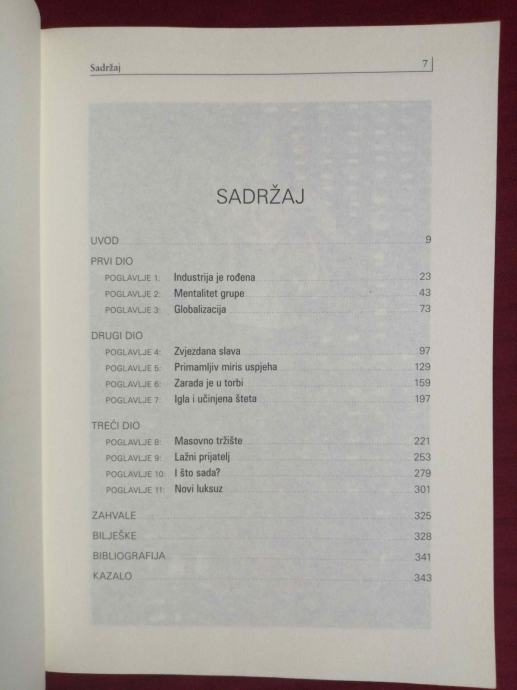 Sadržaj 7
SADRŽAJ
UVOD 9
PRVI DIO
POGLAVLJE 1: Industrija je rođena 23
POGLAVLJE 2: Mentalitet grupe 43
POGLAVLJE 3: Globalizacija 73
DRUGI DIO
POGLAVLJE 4: Zvjezdana slava 97
POGLAVLJE 5: Primamljiv miris uspjeha 129
POGLAVLJE 6: Zarada je u torbi 159
POGLAVLJE 7: Igla i učinjena šteta 197
TREĆI DIO
POGLAVLJE 8: Masovno tržište 221
POGLAVLJE 9: Lažni prijatelj 253
POGLAVLJE 10: I što sada? 279
POGLAVLJE 11: Novi luksuz 301
ZAHVALE 325
BILJEŠKE 328
BIBLIOGRAFIJA 341
KAZALO 343